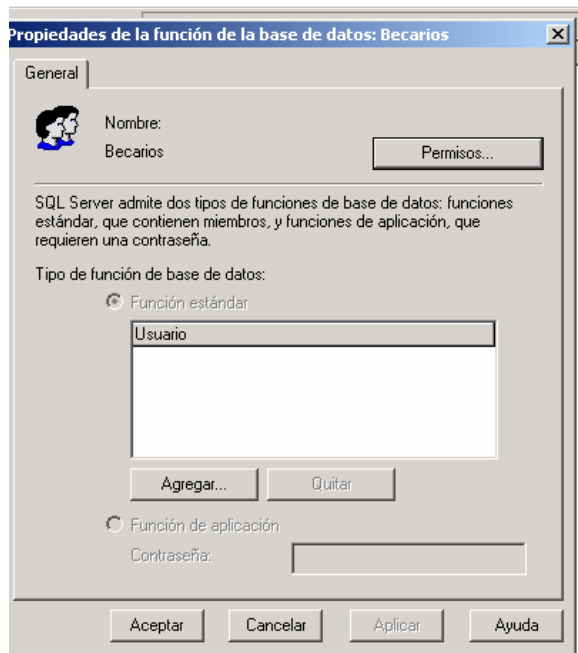 Propiedades de la función de la base de datos: Becarios
General
Nombre:
Becarios
Permisos...
SQL Server admite dos tipos de funciones de base de datos: funciones
estándar, que contienen miembros, y funciones de aplicación, que
requieren una contraseña.
Tipo de función de base de datos:
Función estándar
Usuario
Agregar...
Quitar
Función de aplicación
Contraseña:
Aceptar
Cancelar
Aplicar
Ayuda